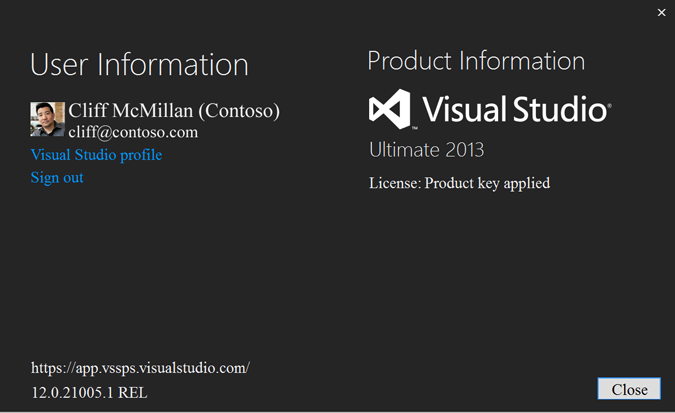 User Information
Cliff McMillan (Contoso)
cliff@contoso.com
Visual Studio profile
Sign out
Product Information
Visual Studio®
™
Ultimate 2013
License: Product key applied
https://app.vssps.visualstudio.com/
12.0.21005.1 REL
Close